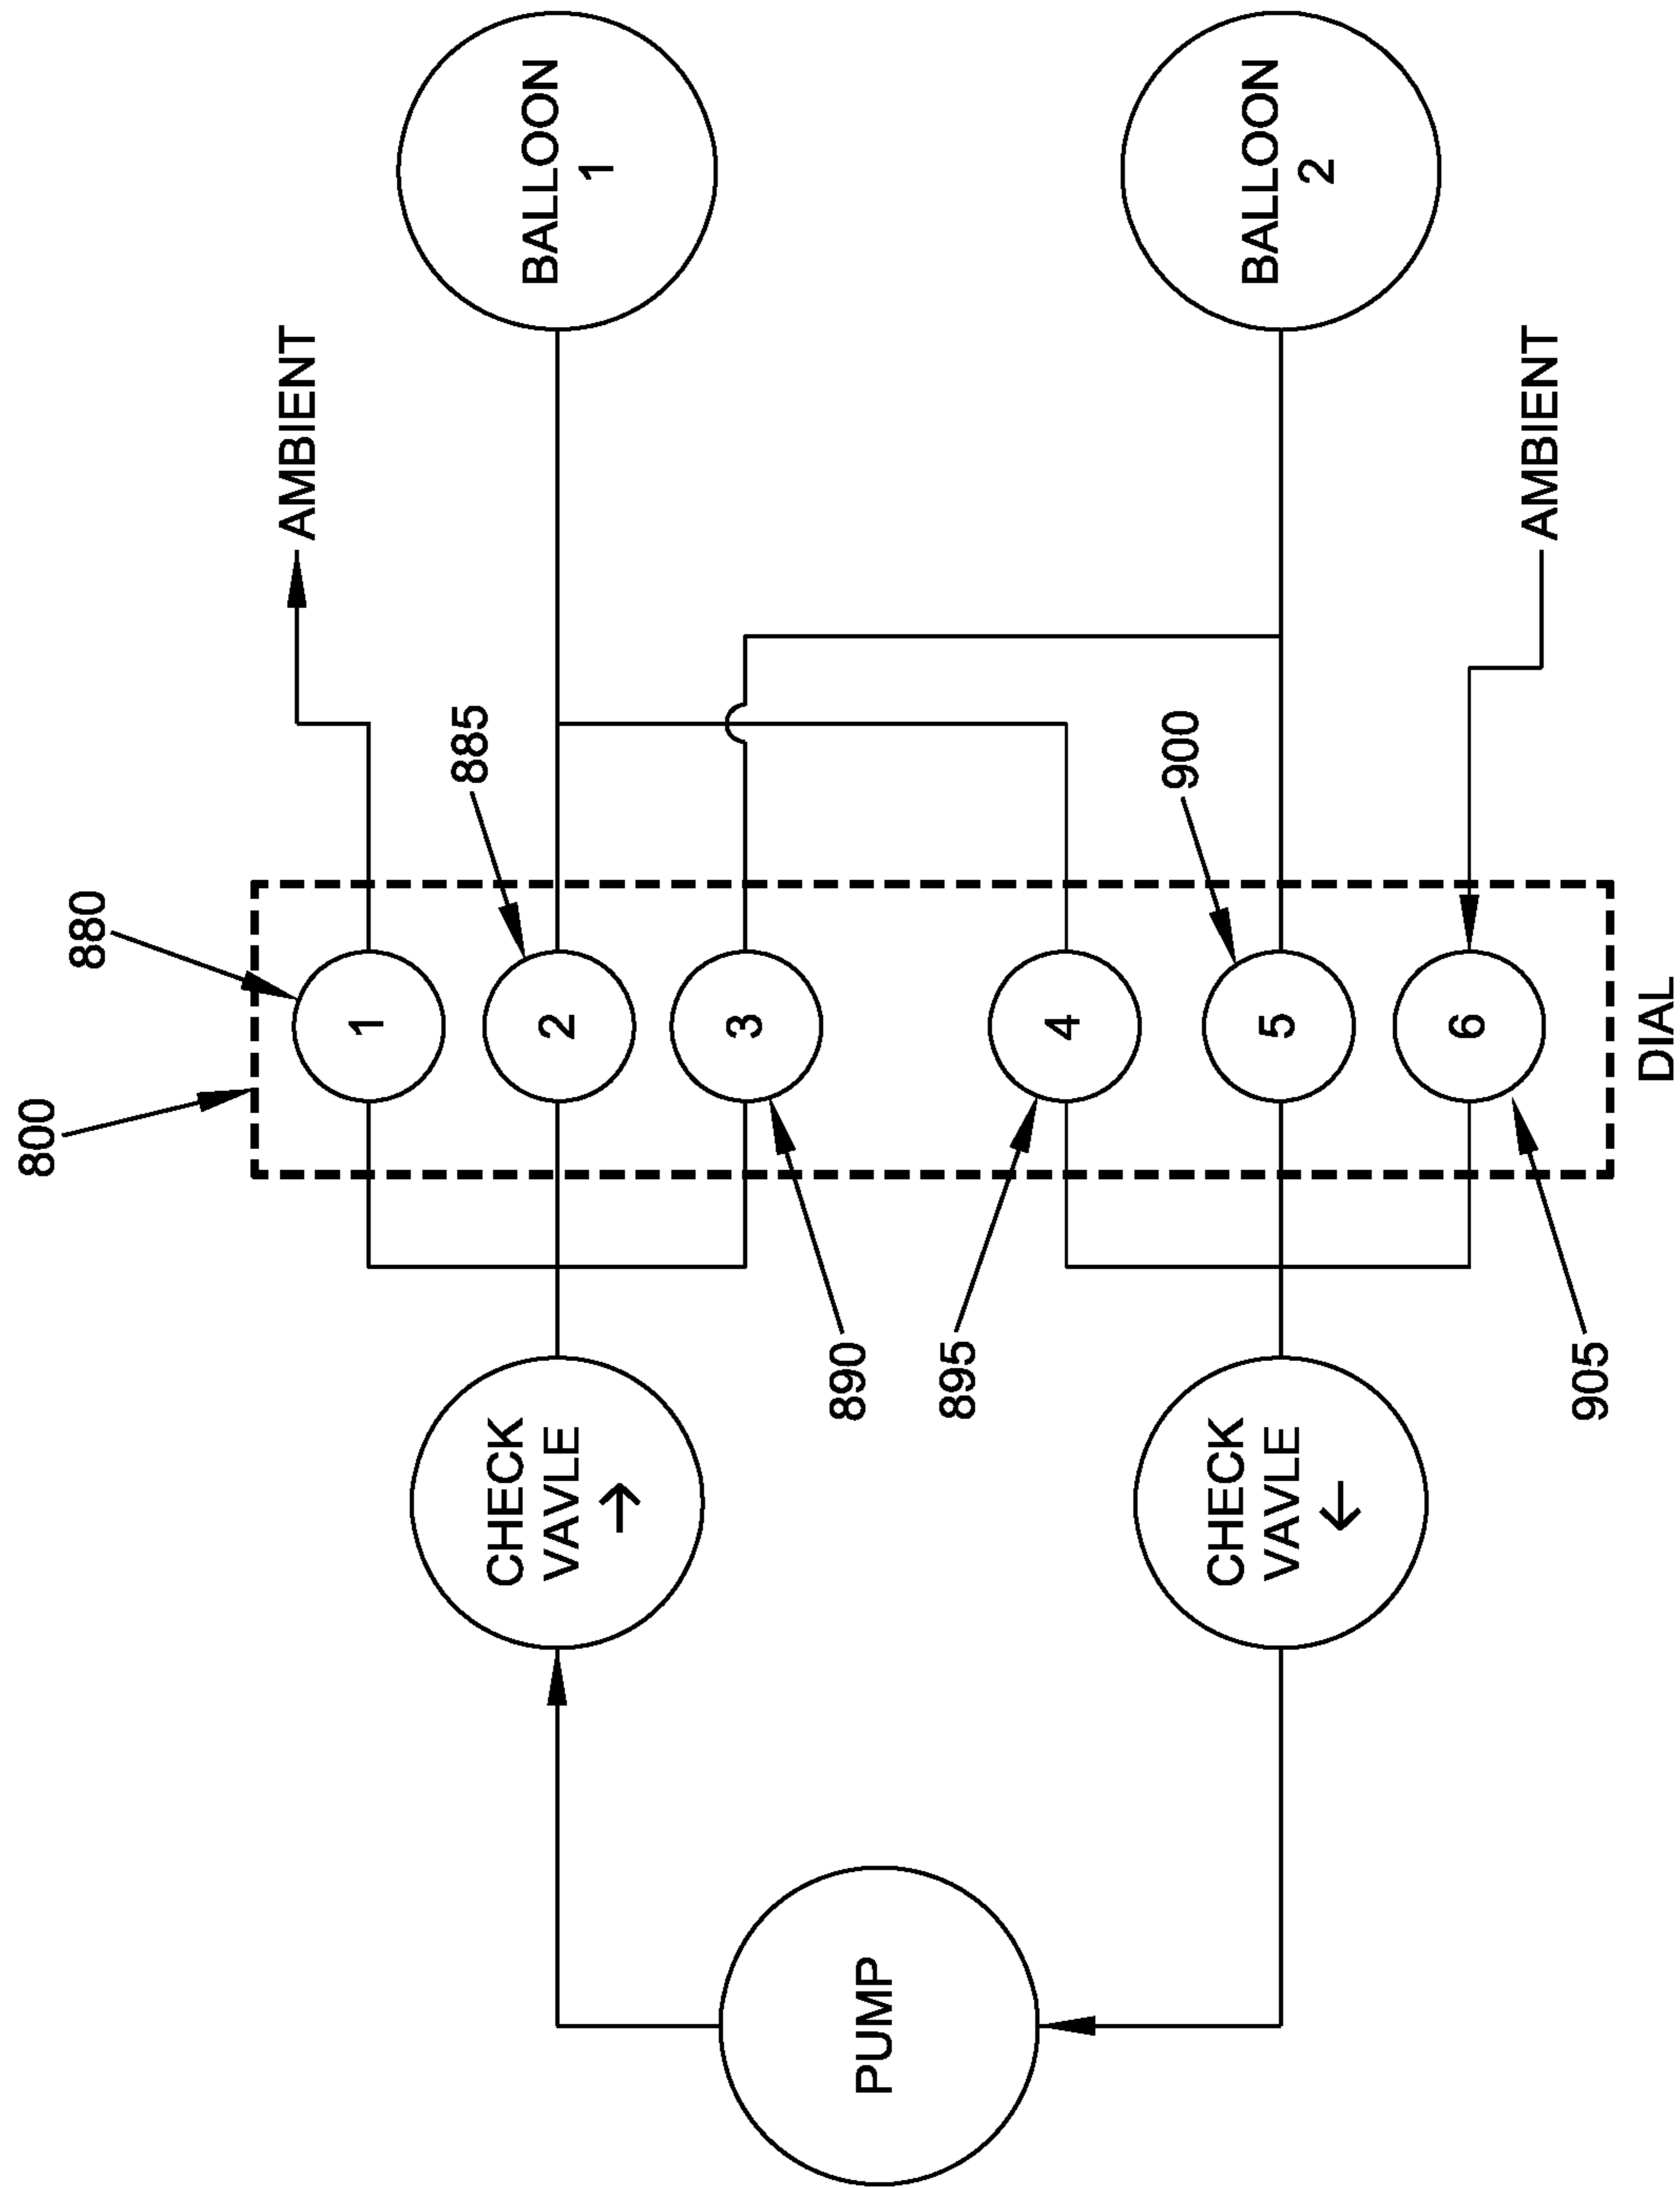 800
880
AMBIENT
1
885
CHECK
VAVLE
→
2
BALLOON
1
3
890
PUMP
895
4
900
CHECK
VAVLE
←
5
BALLOON
2
6
AMBIENT
905
DIAL